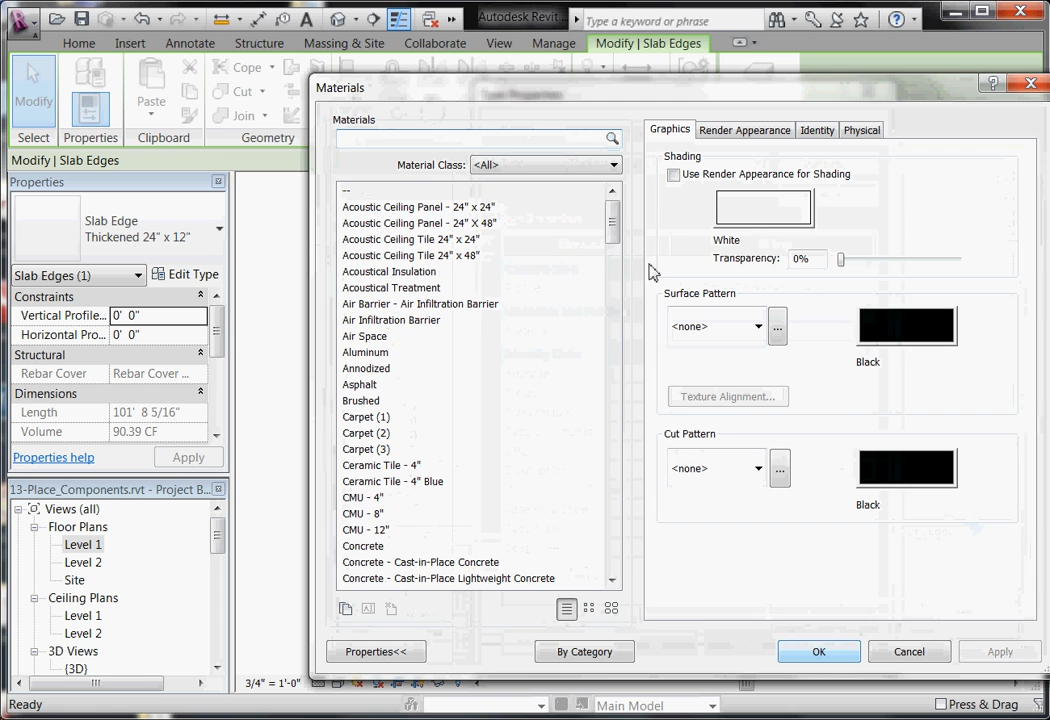 Autodesk Revit ...
Type a keyword or phrase
Home Insert Annotate Structure Massing & Site Collaborate View Manage Modify | Slab Edges
Modify
Paste
Cope
Cut
Join
Select Properties Clipboard Geometry
Modify | Slab Edges
Properties
Slab Edge
Thickened 24" x 12"
Slab Edges (1) Edit Type
Constraints
Vertical Profile... 0' 0"
Horizontal Pro... 0' 0"
Structural
Rebar Cover Rebar Cover ...
Dimensions
Length 101' 8 5/16"
Volume 90.39 CF
Properties help Apply
13-Place_Components.rvt - Project B...
Views (all)
Floor Plans
Level 1
Level 2
Site
Ceiling Plans
Level 1
Level 2
3D Views
{3D}
Materials
Materials
Material Class: <All>
--
Acoustic Ceiling Panel - 24" x 24"
Acoustic Ceiling Panel - 24" X 48"
Acoustic Ceiling Tile 24" x 24"
Acoustic Ceiling Tile 24" x 48"
Acoustical Insulation
Acoustical Treatment
Air Barrier - Air Infiltration Barrier
Air Infiltration Barrier
Air Space
Aluminum
Annodized
Asphalt
Brushed
Carpet (1)
Carpet (2)
Carpet (3)
Ceramic Tile - 4"
Ceramic Tile - 4" Blue
CMU - 4"
CMU - 8"
CMU - 12"
Concrete
Concrete - Cast-in-Place Concrete
Concrete - Cast-in-Place Lightweight Concrete
Graphics Render Appearance Identity Physical
Shading
Use Render Appearance for Shading
White
Transparency: 0%
Surface Pattern
<none> ...
Black
Texture Alignment...
Cut Pattern
<none> ...
Black
Properties<< By Category OK Cancel Apply
3/4" = 1'-0"
Ready Main Model Press & Drag